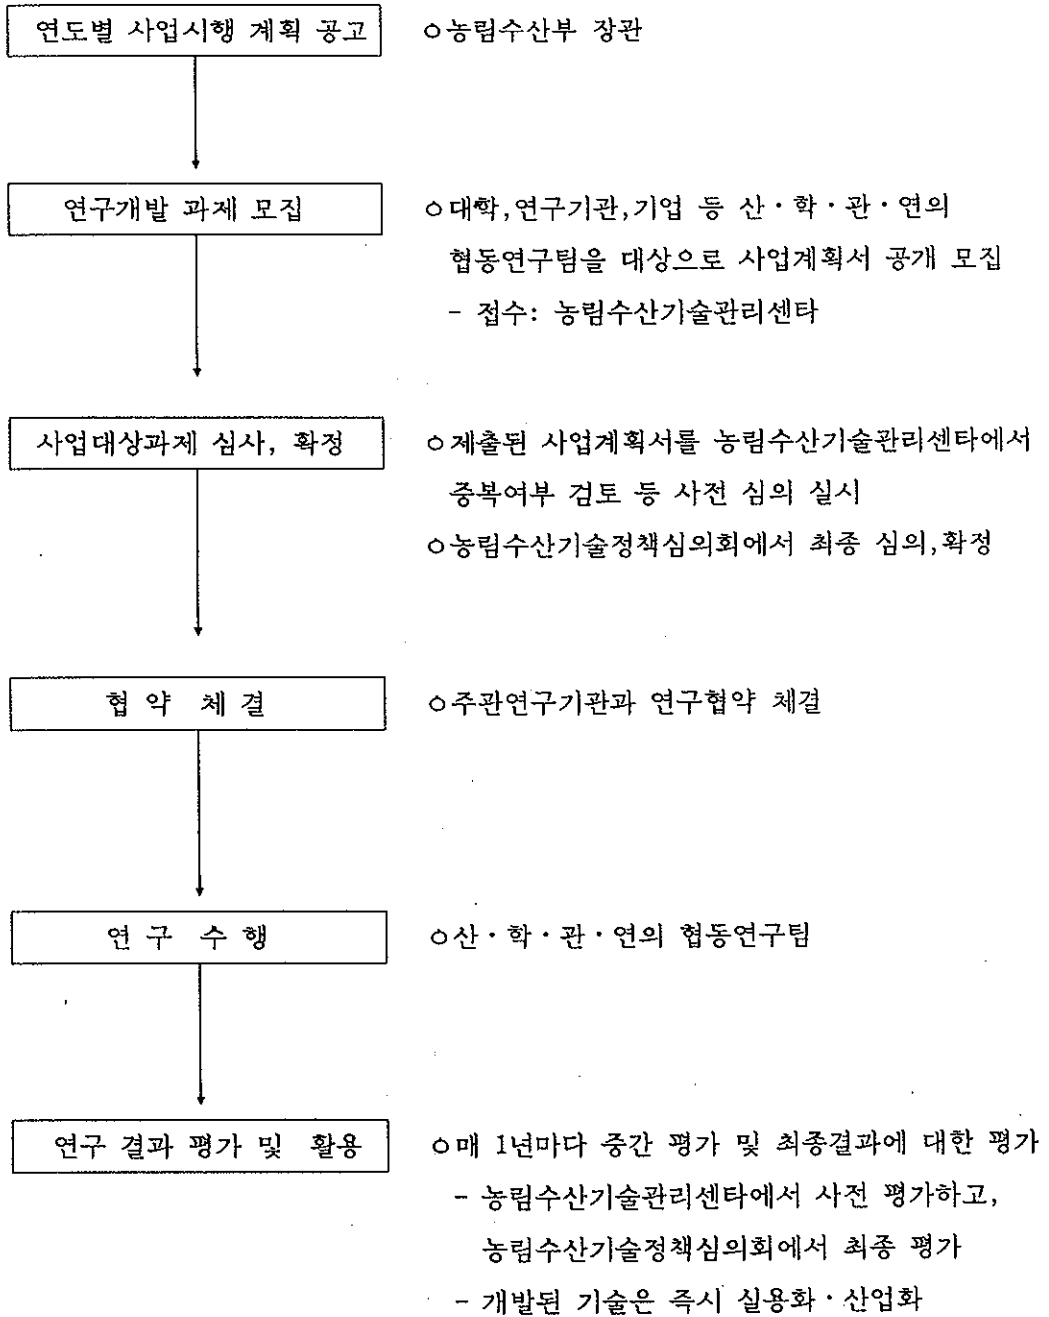 연도별 사업시행 계획 공고 ㅇ농림수산부 장관
연구개발 과제 모집 ㅇ대학,연구기관,기업 등 산·학·관·연의
협동연구팀을 대상으로 사업계획서 공개 모집
- 접수: 농림수산기술관리센타
사업대상과제 심사, 확정 ㅇ제출된 사업계획서를 농림수산기술관리센타에서
중복여부 검토 등 사전 심의 실시
ㅇ농림수산기술정책심의회에서 최종 심의,확정
협 약 체 결 ㅇ주관연구기관과 연구협약 체결
연 구 수 행 ㅇ산·학·관·연의 협동연구팀
연구 결과 평가 및 활용 ㅇ매 1년마다 중간 평가 및 최종결과에 대한 평가
- 농림수산기술관리센타에서 사전 평가하고,
농림수산기술정책심의회에서 최종 평가
- 개발된 기술은 즉시 실용화·산업화